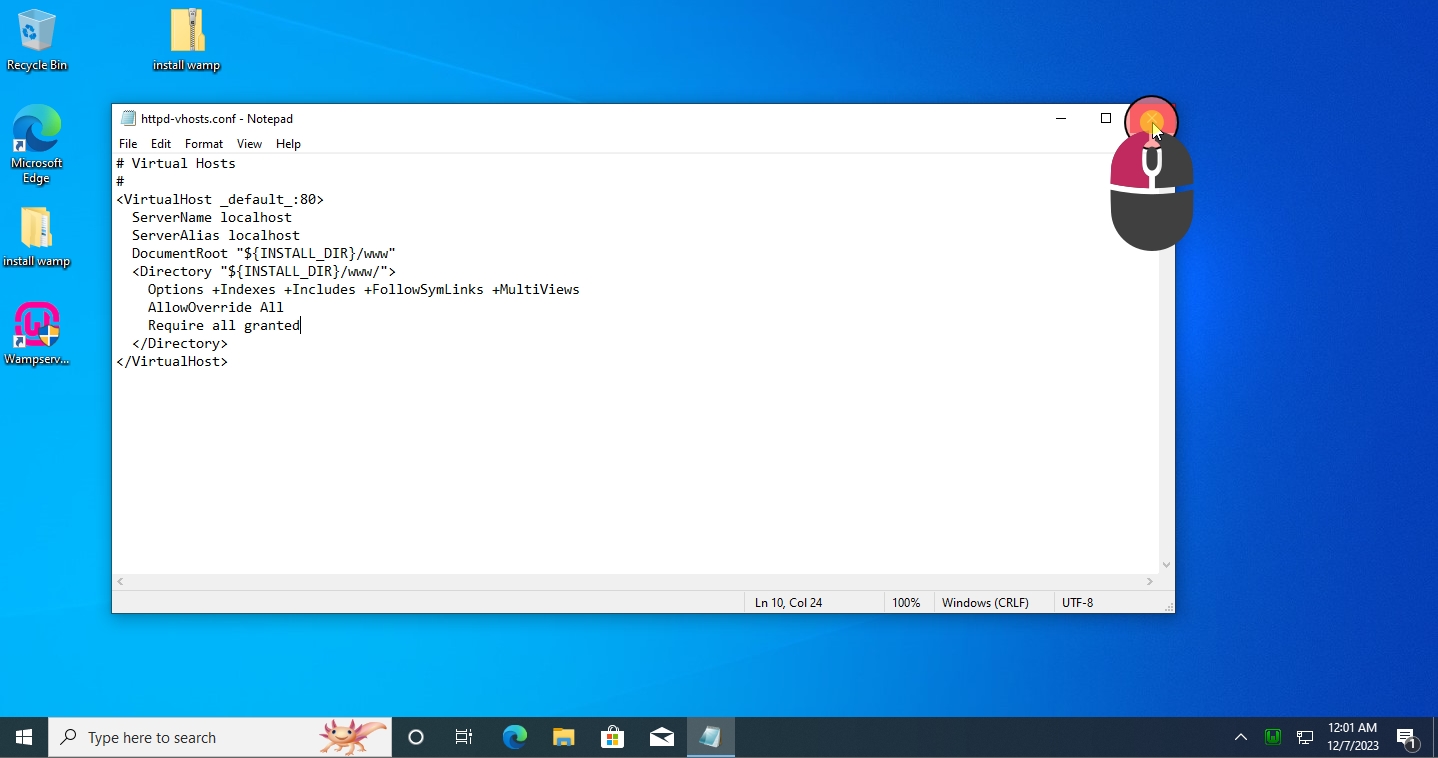 Recycle Bin
install wamp
Microsoft
Edge
install wamp
Wampserv...
httpd-vhosts.conf - Notepad
File Edit Format View Help
# Virtual Hosts
#
<VirtualHost _default_:80>
  ServerName localhost
  ServerAlias localhost
  DocumentRoot "${INSTALL_DIR}/www"
  <Directory "${INSTALL_DIR}/www/">
    Options +Indexes +Includes +FollowSymLinks +MultiViews
    AllowOverride All
    Require all granted
  </Directory>
</VirtualHost>
Ln 10, Col 24 100% Windows (CRLF) UTF-8
Type here to search
12:01 AM
12/7/2023
1